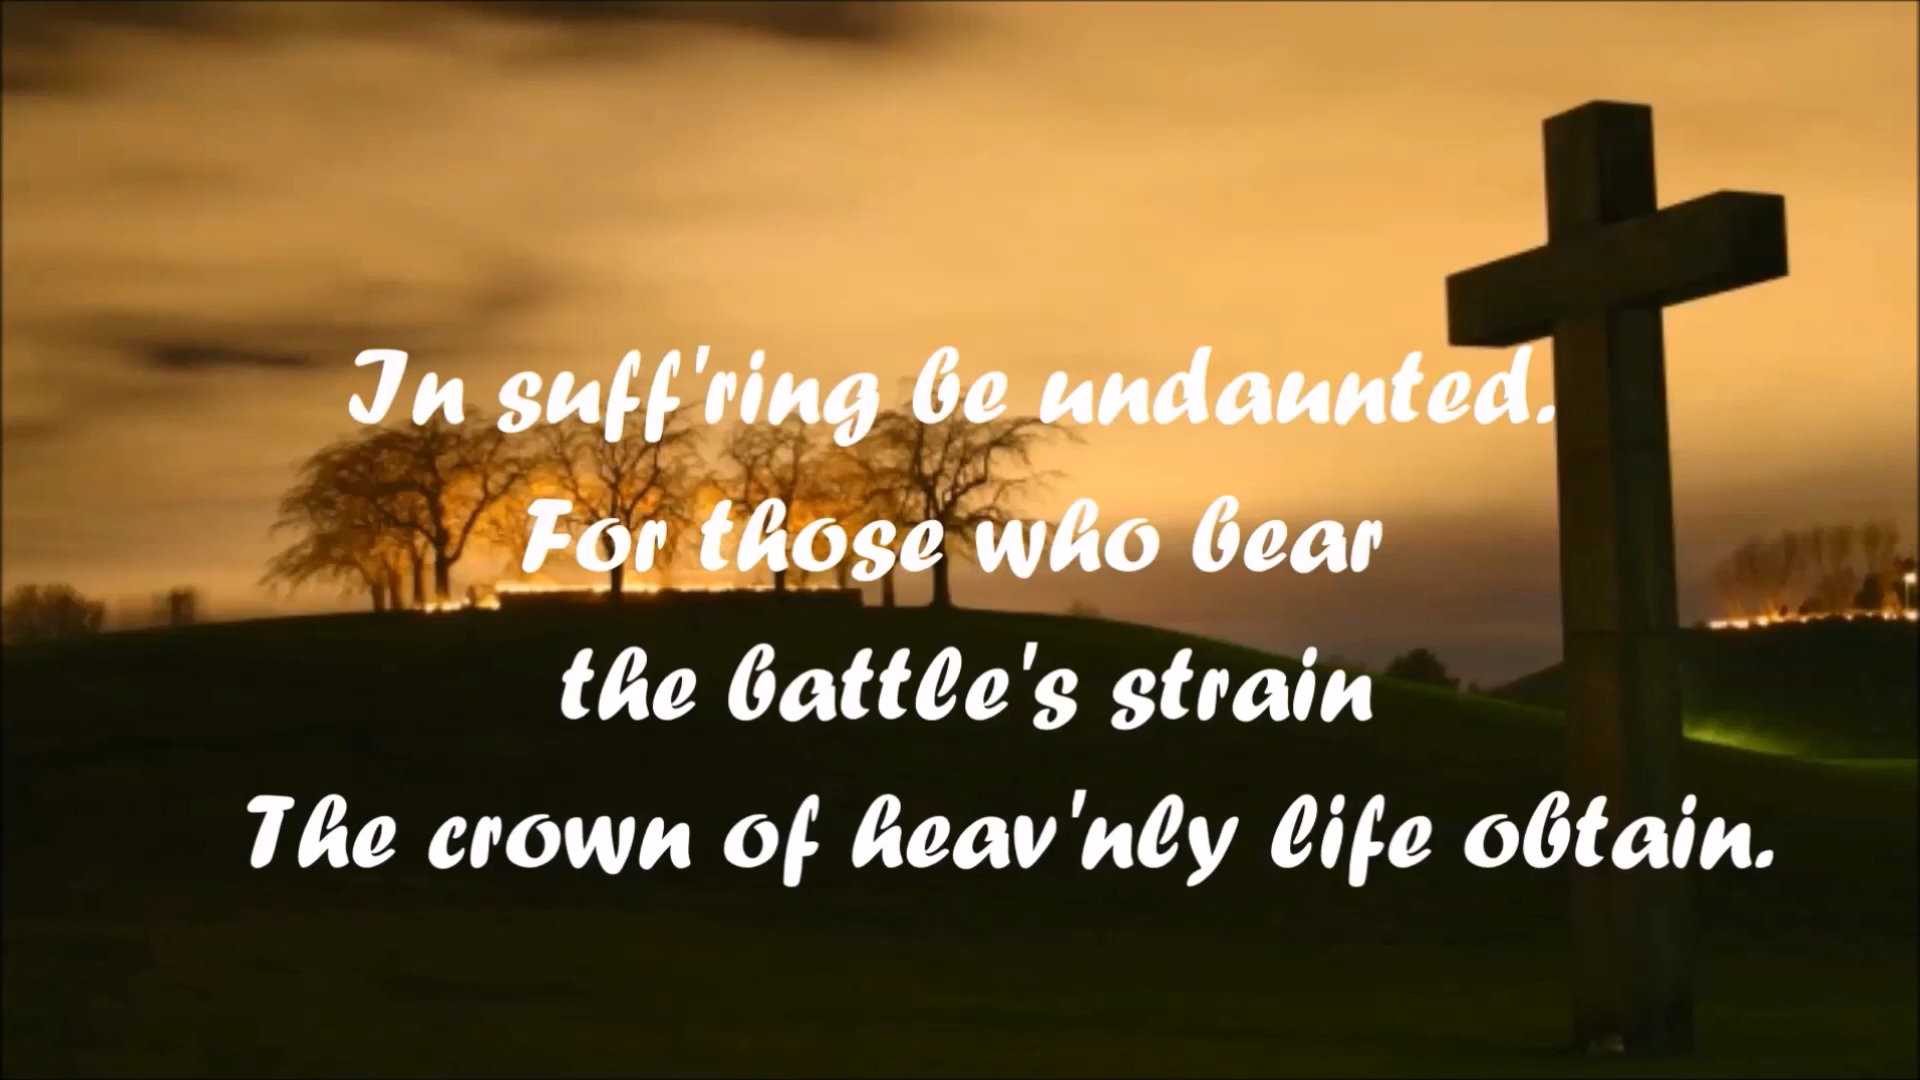 In suff'ring be undaunted.
For those who bear
the battle's strain
The crown of heav'nly life obtain.